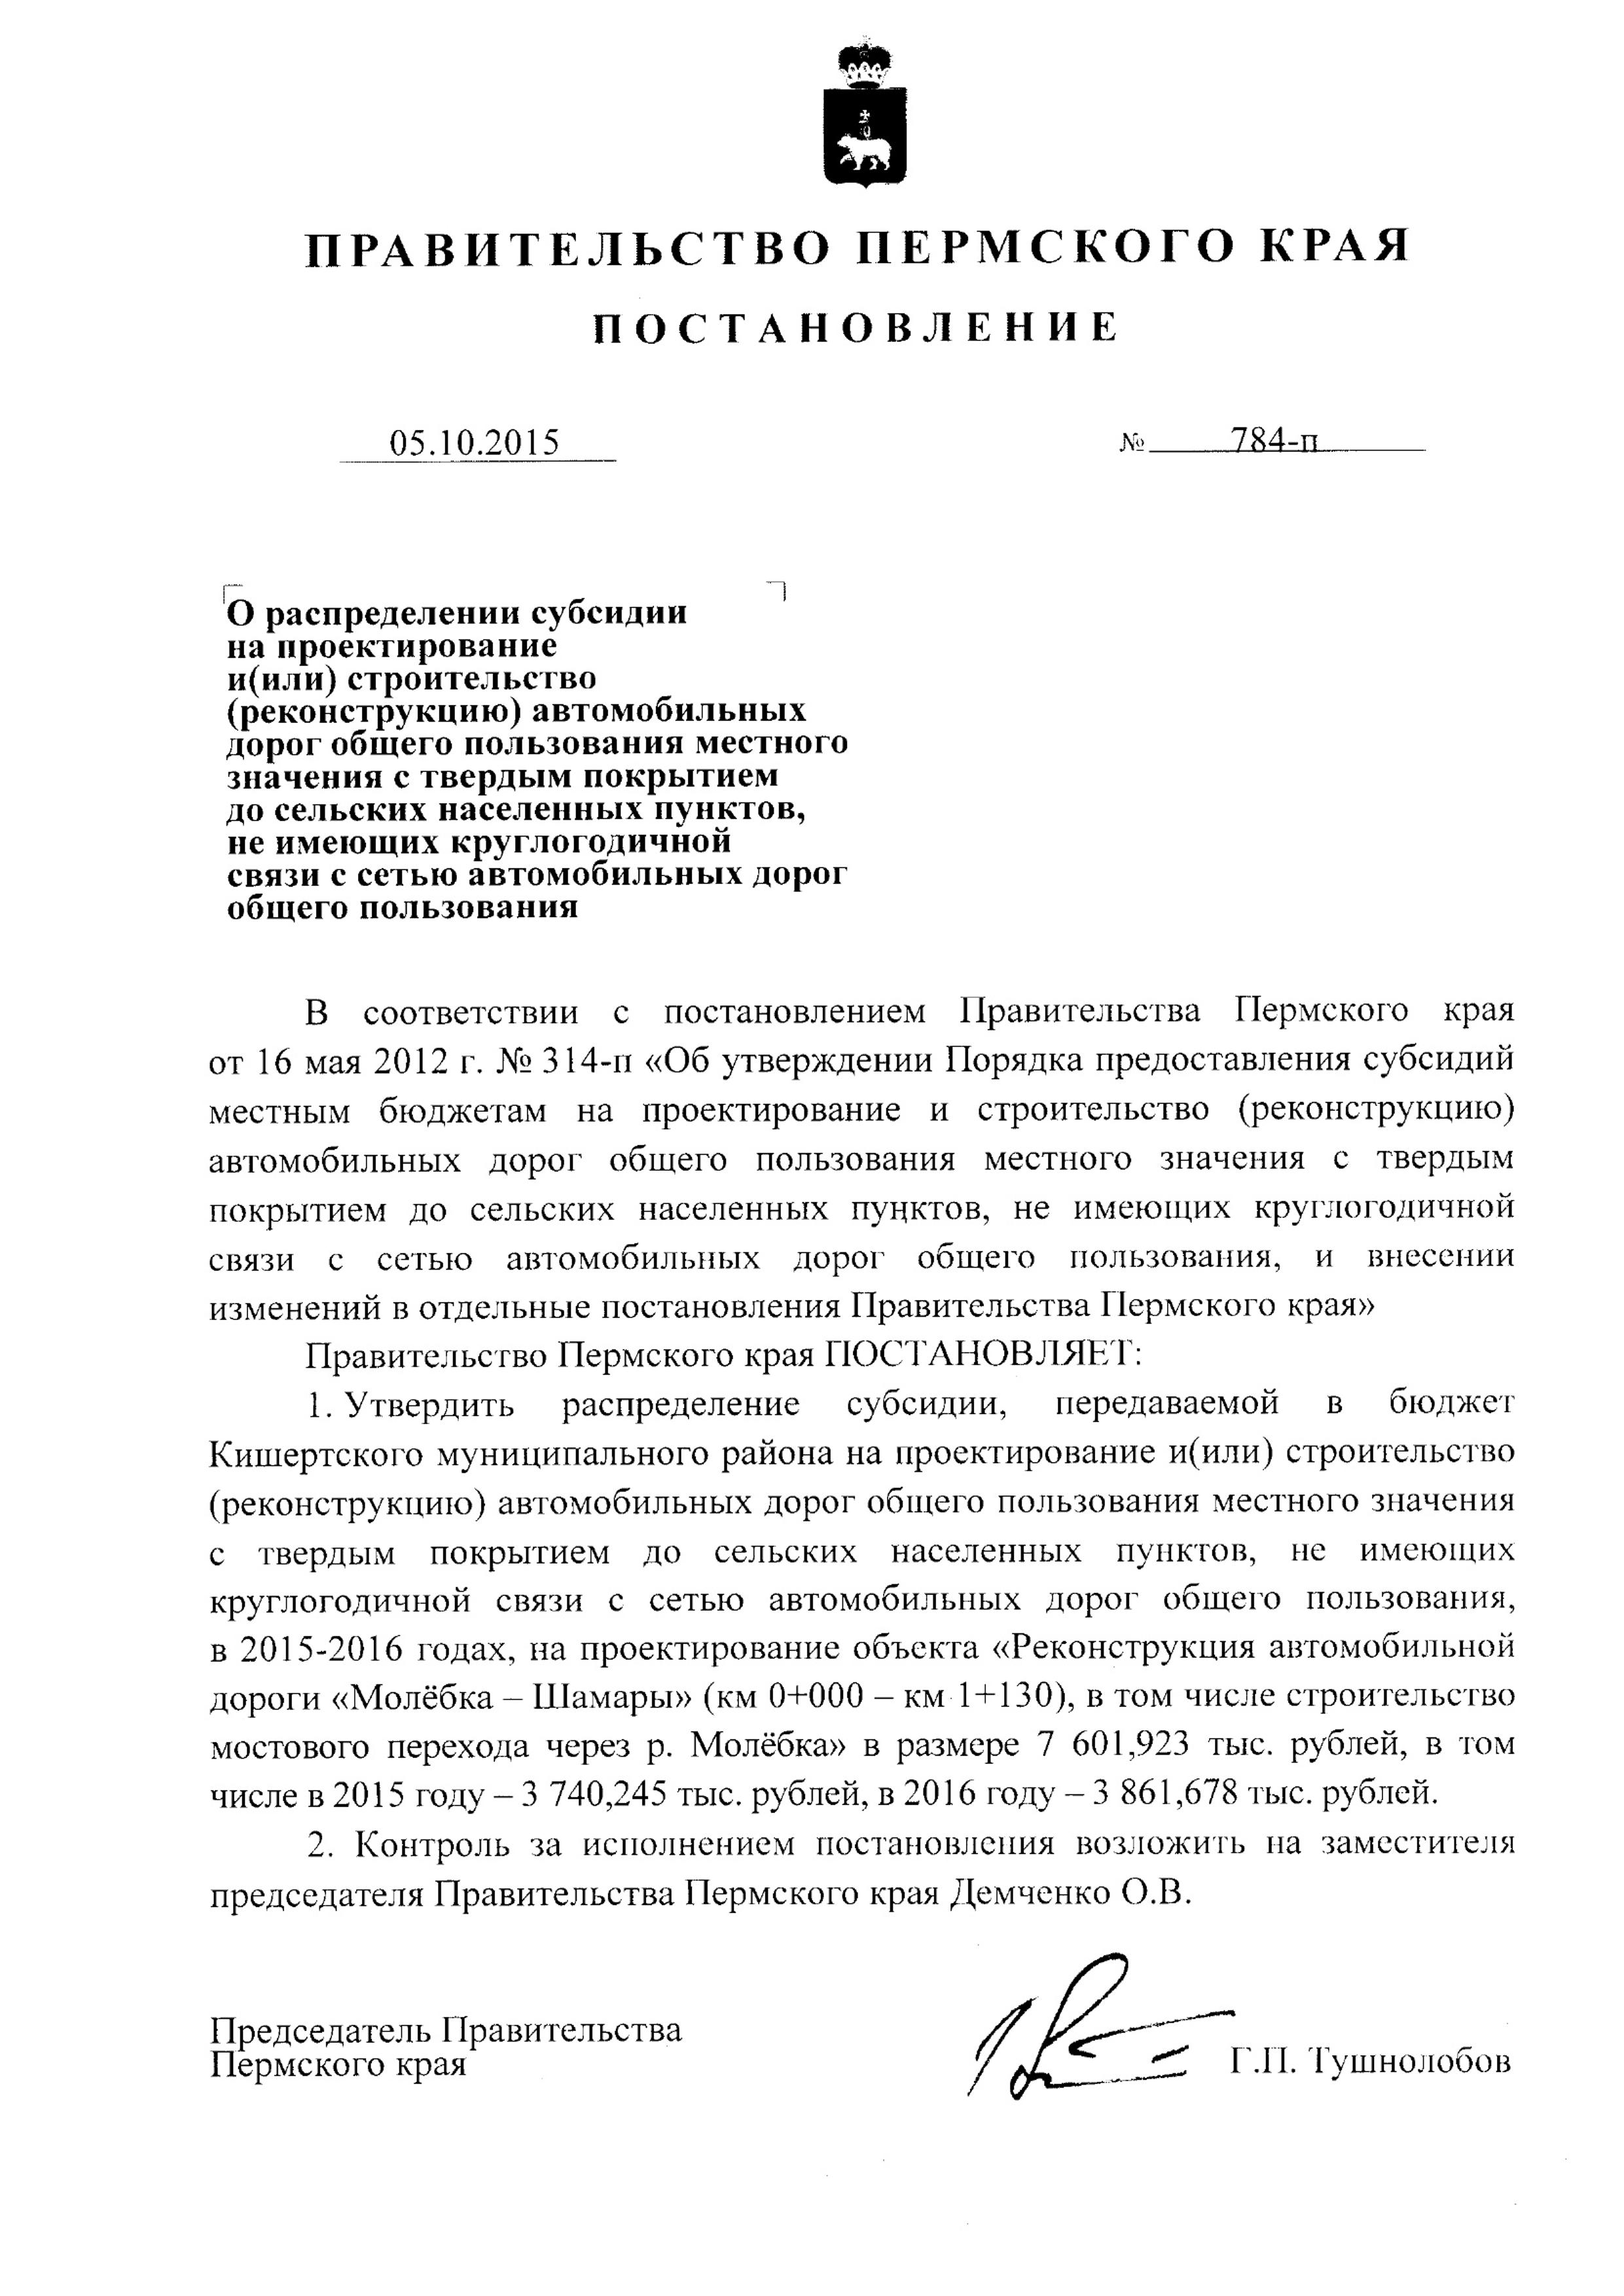 ПРАВИТЕЛЬСТВО ПЕРМСКОГО КРАЯ
ПОСТАНОВЛЕНИЕ
05.10.2015
№ 784-п
О распределении субсидии
на проектирование
и(или) строительство
(реконструкцию) автомобильных
дорог общего пользования местного
значения с твердым покрытием
до сельских населенных пунктов,
не имеющих круглогодичной
связи с сетью автомобильных дорог
общего пользования
В соответствии с постановлением Правительства Пермского края
от 16 мая 2012 г. № 314-п «Об утверждении Порядка предоставления субсидий
местным бюджетам на проектирование и строительство (реконструкцию)
автомобильных дорог общего пользования местного значения с твердым
покрытием до сельских населенных пунктов, не имеющих круглогодичной
связи с сетью автомобильных дорог общего пользования, и внесении
изменений в отдельные постановления Правительства Пермского края»
Правительство Пермского края ПОСТАНОВЛЯЕТ:
1. Утвердить распределение субсидии, передаваемой в бюджет
Кишертского муниципального района на проектирование и(или) строительство
(реконструкцию) автомобильных дорог общего пользования местного значения
с твердым покрытием до сельских населенных пунктов, не имеющих
круглогодичной связи с сетью автомобильных дорог общего пользования,
в 2015-2016 годах, на проектирование объекта «Реконструкция автомобильной
дороги «Молёбка – Шамары» (км 0+000 – км 1+130), в том числе строительство
мостового перехода через р. Молёбка» в размере 7 601,923 тыс. рублей, в том
числе в 2015 году – 3 740,245 тыс. рублей, в 2016 году – 3 861,678 тыс. рублей.
2. Контроль за исполнением постановления возложить на заместителя
председателя Правительства Пермского края Демченко О.В.
Председатель Правительства
Пермского края
Г.П. Тушнолобов